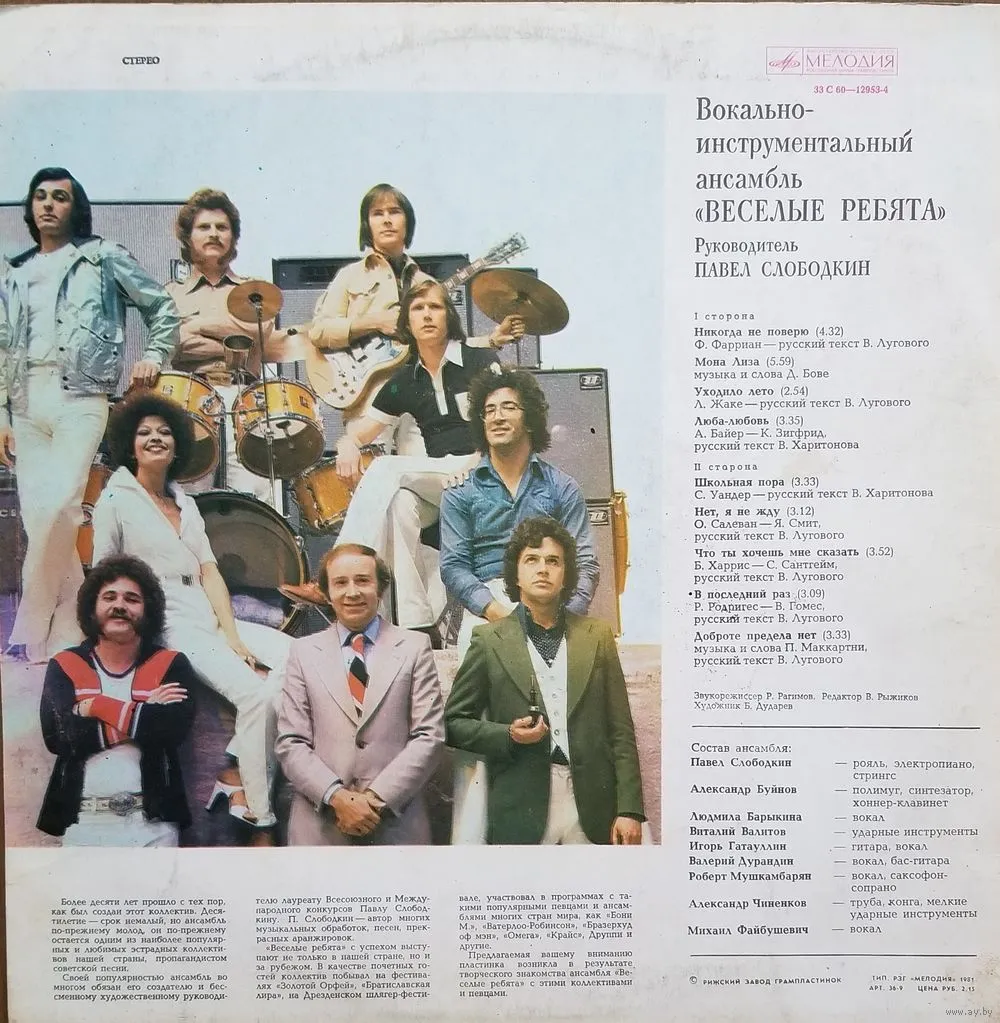 СТЕРЕО
МЕЛОДИЯ
33 С 60—12953-4
Вокально-
инструментальный
ансамбль
«ВЕСЕЛЫЕ РЕБЯТА»
Руководитель
ПАВЕЛ СЛОБОДКИН
I сторона
Никогда не поверю (4.32)
Ф. Фарриан — русский текст В. Лугового
Мона Лиза (5.59)
музыка и слова Д. Бове
Уходило лето (2.54)
Л. Жаке — русский текст В. Лугового
Люба-любовь (3.35)
А. Байер — К. Зигфрид,
русский текст В. Харитонова
II сторона
Школьная пора (3.33)
С. Уандер — русский текст В. Харитонова
Нет, я не жду (3.12)
О. Салеван — Я. Смит,
русский текст В. Лугового
Что ты хочешь мне сказать (3.52)
Б. Харрис — С. Сантгейм,
русский текст В. Лугового
В последний раз (3.09)
Р. Родригес — В. Гомес,
русский текст В. Лугового
Доброте предела нет (3.33)
музыка и слова П. Маккартни,
русский текст В. Лугового
Звукорежиссер Р. Рагимов. Редактор В. Рыжиков
Художник Б. Дударев
Состав ансамбля:
Павел Слободкин — рояль, электропиано,
стрингс
Александр Буйнов — полимуг, синтезатор,
хоннер-клавинет
Людмила Барыкина — вокал
Виталий Валитов — ударные инструменты
Игорь Гатауллин — гитара, вокал
Валерий Дурандин — вокал, бас-гитара
Роберт Мушкамбарян — вокал, саксофон-
сопрано
Александр Чиненков — труба, конга, мелкие
ударные инструменты
Михаил Файбушевич — вокал
Более десяти лет прошло с тех пор,
как был создан этот коллектив. Деся-
тилетие — срок немалый, но ансамбль
по-прежнему молод, он по-прежнему
остается одним из наиболее популяр-
ных и любимых эстрадных коллекти-
вов нашей страны, пропагандистом
советской песни.
Своей популярностью ансамбль во
многом обязан его создателю и бес-
сменному художественному руководи-
телю лауреату Всесоюзного и Между-
народного конкурсов Павлу Слобод-
кину. П. Слободкин — автор многих
музыкальных обработок, песен, прек-
расных аранжировок.
«Веселые ребята» с успехом высту-
пают не только в нашей стране, но и
за рубежом. В качестве почетных го-
стей коллектив побывал на фестива-
лях «Золотой Орфей», «Братиславская
лира», на Дрезденском шлягер-фести-
вале, участвовал в программах с та-
кими популярными певцами и ансам-
блями многих стран мира, как «Бони
М.», «Ватерлоо-Робинсон», «Бразерхуд
оф мэн», «Омега», «Крайс», Друппи и
другие.
Предлагаемая вашему вниманию
пластинка возникла в результате
творческого знакомства ансамбля «Ве-
селые ребята» с этими коллективами
и певцами.
© РИЖСКИЙ ЗАВОД ГРАМПЛАСТИНОК
ТИП. РЗГ «МЕЛОДИЯ» 1981
АРТ. 36-9 ЦЕНА РУБ. 2.15
www.ay.by